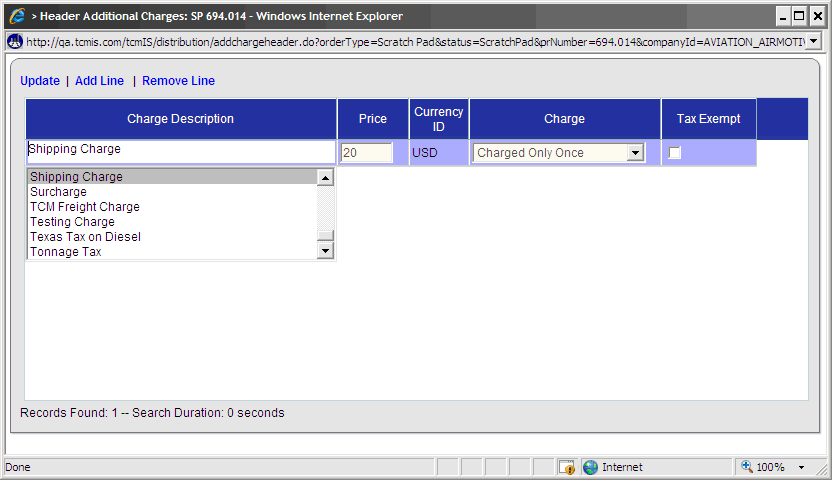 > Header Additional Charges: SP 694.014 - Windows Internet Explorer
http://qa.tcmis.com/tcmIS/distribution/addchargeheader.do?orderType=Scratch Pad&status=ScratchPad&prNumber=694.014&companyId=AVIATION_AIRMOTIV
Update | Add Line | Remove Line
Charge Description Price Currency ID Charge Tax Exempt
Shipping Charge 20 USD Charged Only Once
Shipping Charge
Surcharge
TCM Freight Charge
Testing Charge
Texas Tax on Diesel
Tonnage Tax
Records Found: 1 -- Search Duration: 0 seconds
Done Internet 100%